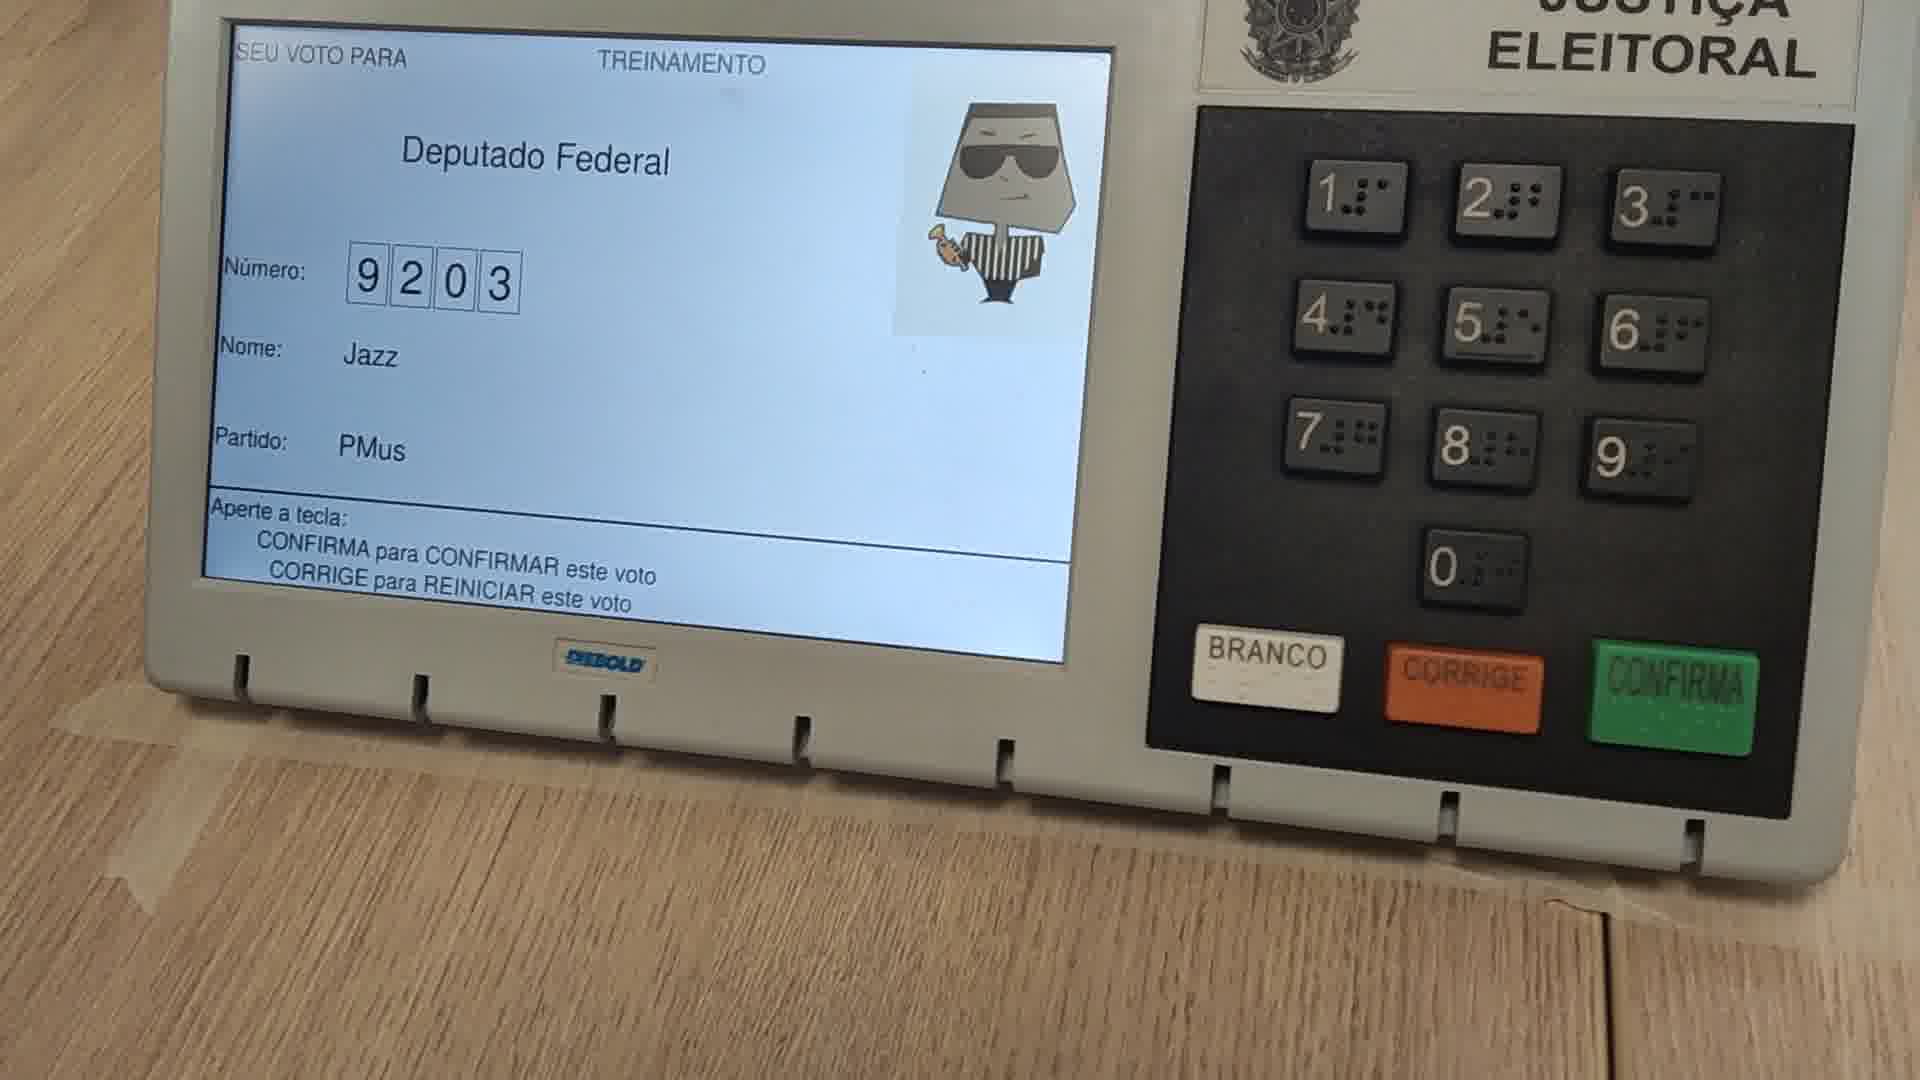 SEU VOTO PARA
TREINAMENTO
Deputado Federal
Número: 9 2 0 3
Nome: Jazz
Partido: PMus
Aperte a tecla:
CONFIRMA para CONFIRMAR este voto
CORRIGE para REINICIAR este voto
DIEBOLD
JUSTIÇA
ELEITORAL
1 2 3
4 5 6
7 8 9
0
BRANCO CORRIGE CONFIRMA